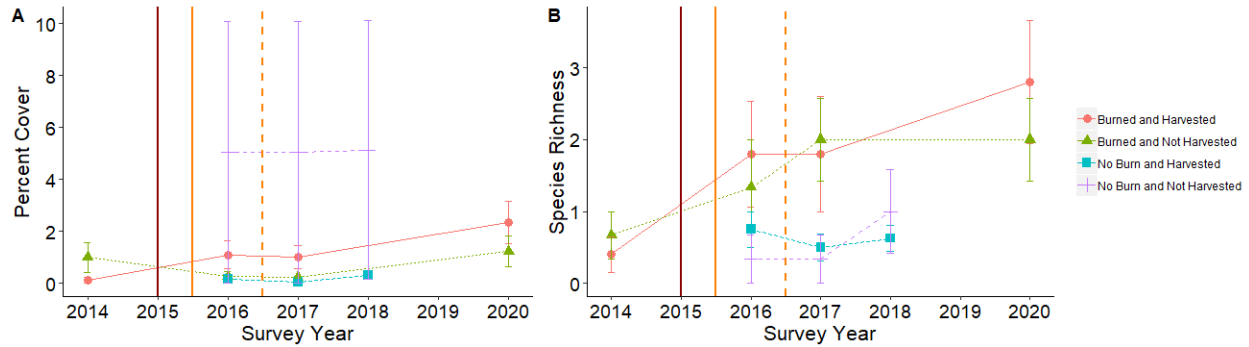 A
Percent Cover
10
8
6
4
2
0
2014 2015 2016 2017 2018 2019 2020
Survey Year
B
Species Richness
3
2
1
0
2014 2015 2016 2017 2018 2019 2020
Survey Year
Burned and Harvested
Burned and Not Harvested
No Burn and Harvested
No Burn and Not Harvested